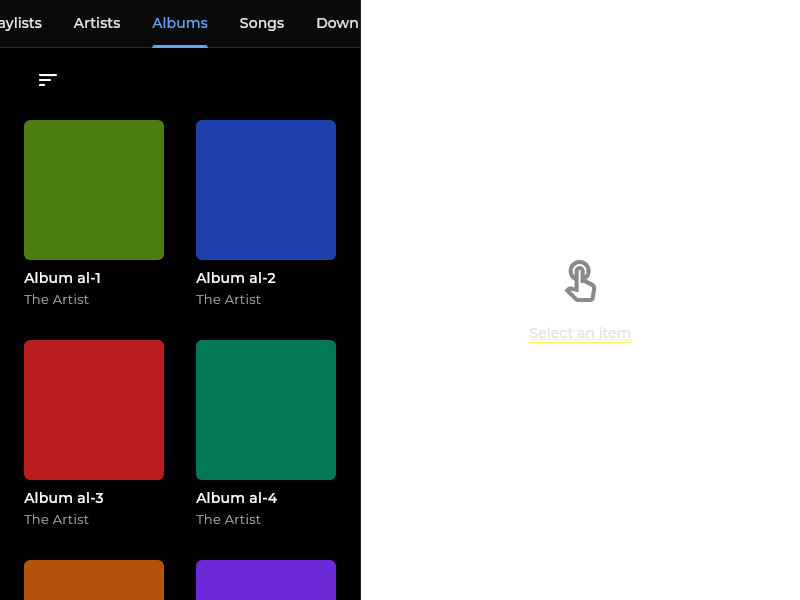 aylists Artists Albums Songs Down
Album al-1
The Artist
Album al-2
The Artist
Select an item
Album al-3
The Artist
Album al-4
The Artist